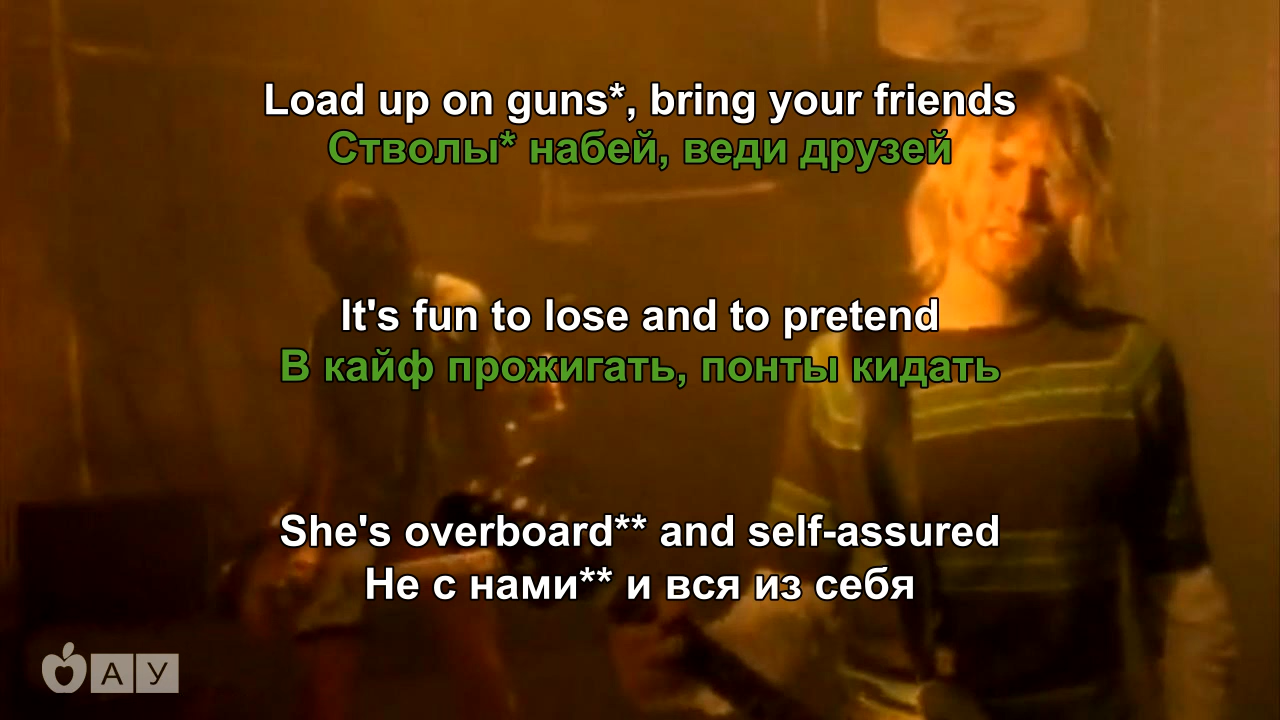 Load up on guns*, bring your friends
Стволы* набей, веди друзей
It's fun to lose and to pretend
В кайф прожигать, понты кидать
She's overboard** and self-assured
Не с нами** и вся из себя
АУ